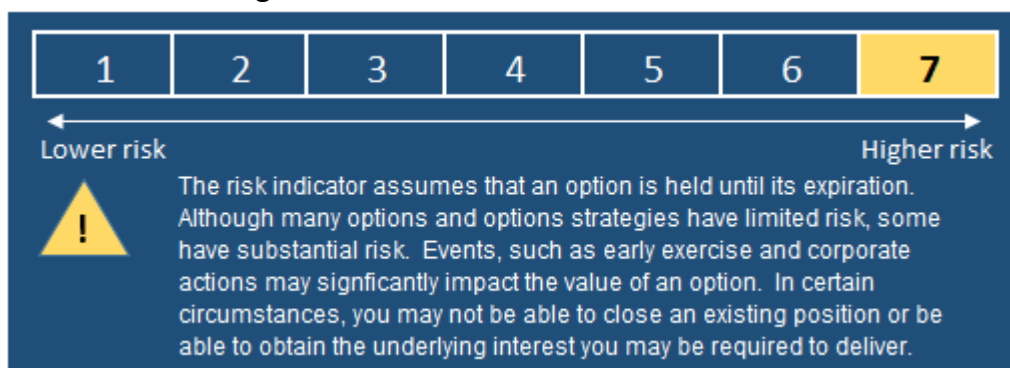 1 2 3 4 5 6 7
Lower risk Higher risk
!
The risk indicator assumes that an option is held until its expiration.
Although many options and options strategies have limited risk, some
have substantial risk. Events, such as early exercise and corporate
actions may signficantly impact the value of an option. In certain
circumstances, you may not be able to close an existing position or be
able to obtain the underlying interest you may be required to deliver.